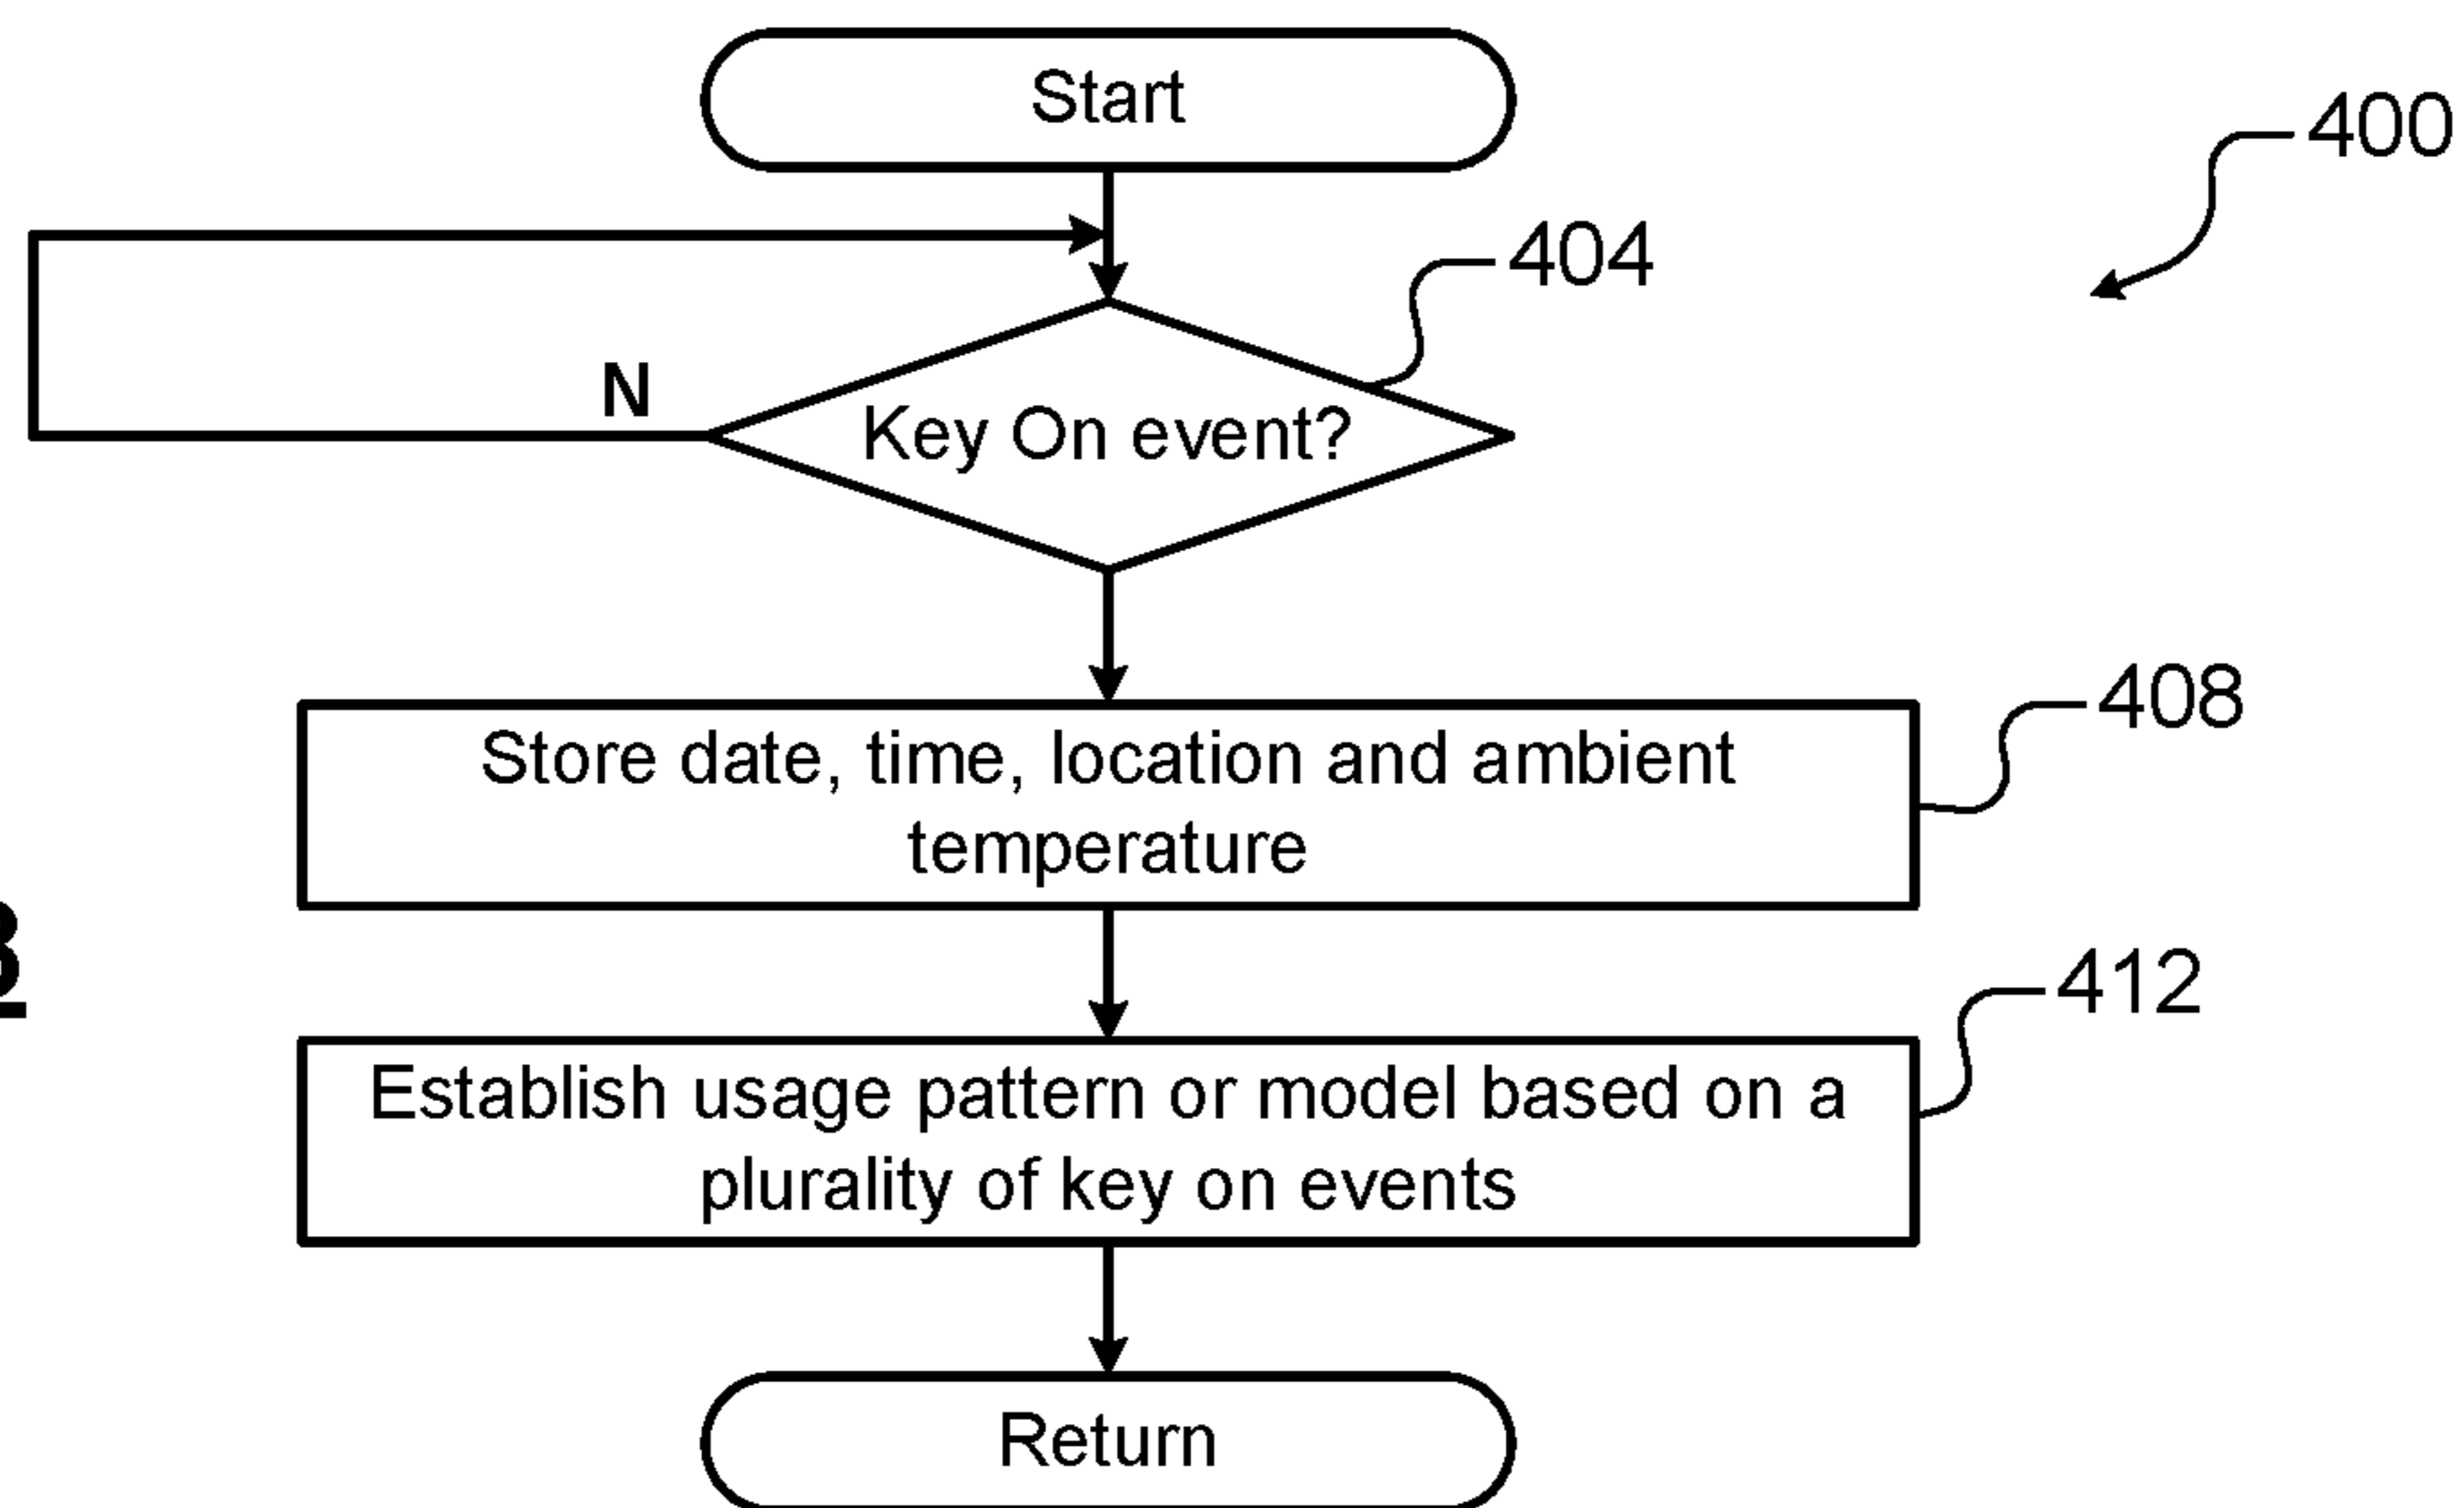 Start
400
404
N
Key On event?
408
Store date, time, location and ambient
temperature
412
Establish usage pattern or model based on a
plurality of key on events
Return